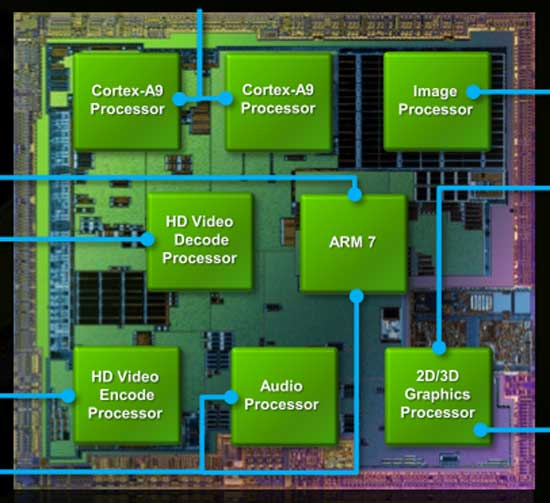 Cortex-A9
Processor
Cortex-A9
Processor
Image
Processor
HD Video
Decode
Processor
ARM 7
HD Video
Encode
Processor
Audio
Processor
2D/3D
Graphics
Processor